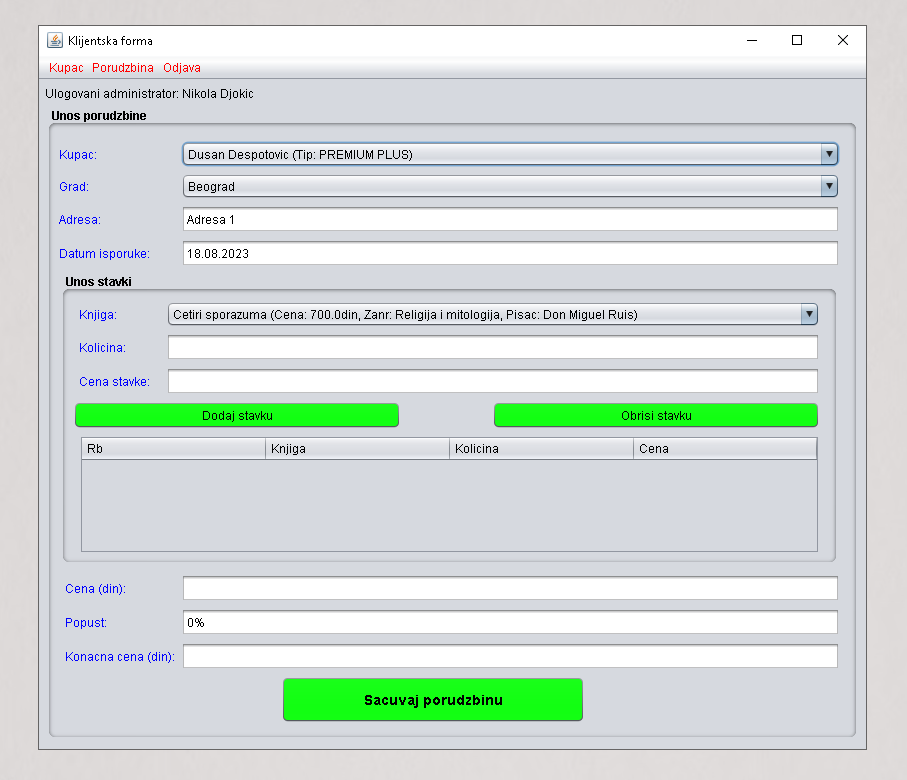 Klijentska forma
Kupac Porudzbina Odjava
Ulogovani administrator: Nikola Djokic
Unos porudzbine
Kupac: Dusan Despotovic (Tip: PREMIUM PLUS)
Grad: Beograd
Adresa: Adresa 1
Datum isporuke: 18.08.2023
Unos stavki
Knjiga: Cetiri sporazuma (Cena: 700.0din, Zanr: Religija i mitologija, Pisac: Don Miguel Ruis)
Kolicina:
Cena stavke:
Dodaj stavku Obrisi stavku
Rb Knjiga Kolicina Cena
Cena (din):
Popust: 0%
Konacna cena (din):
Sacuvaj porudzbinu